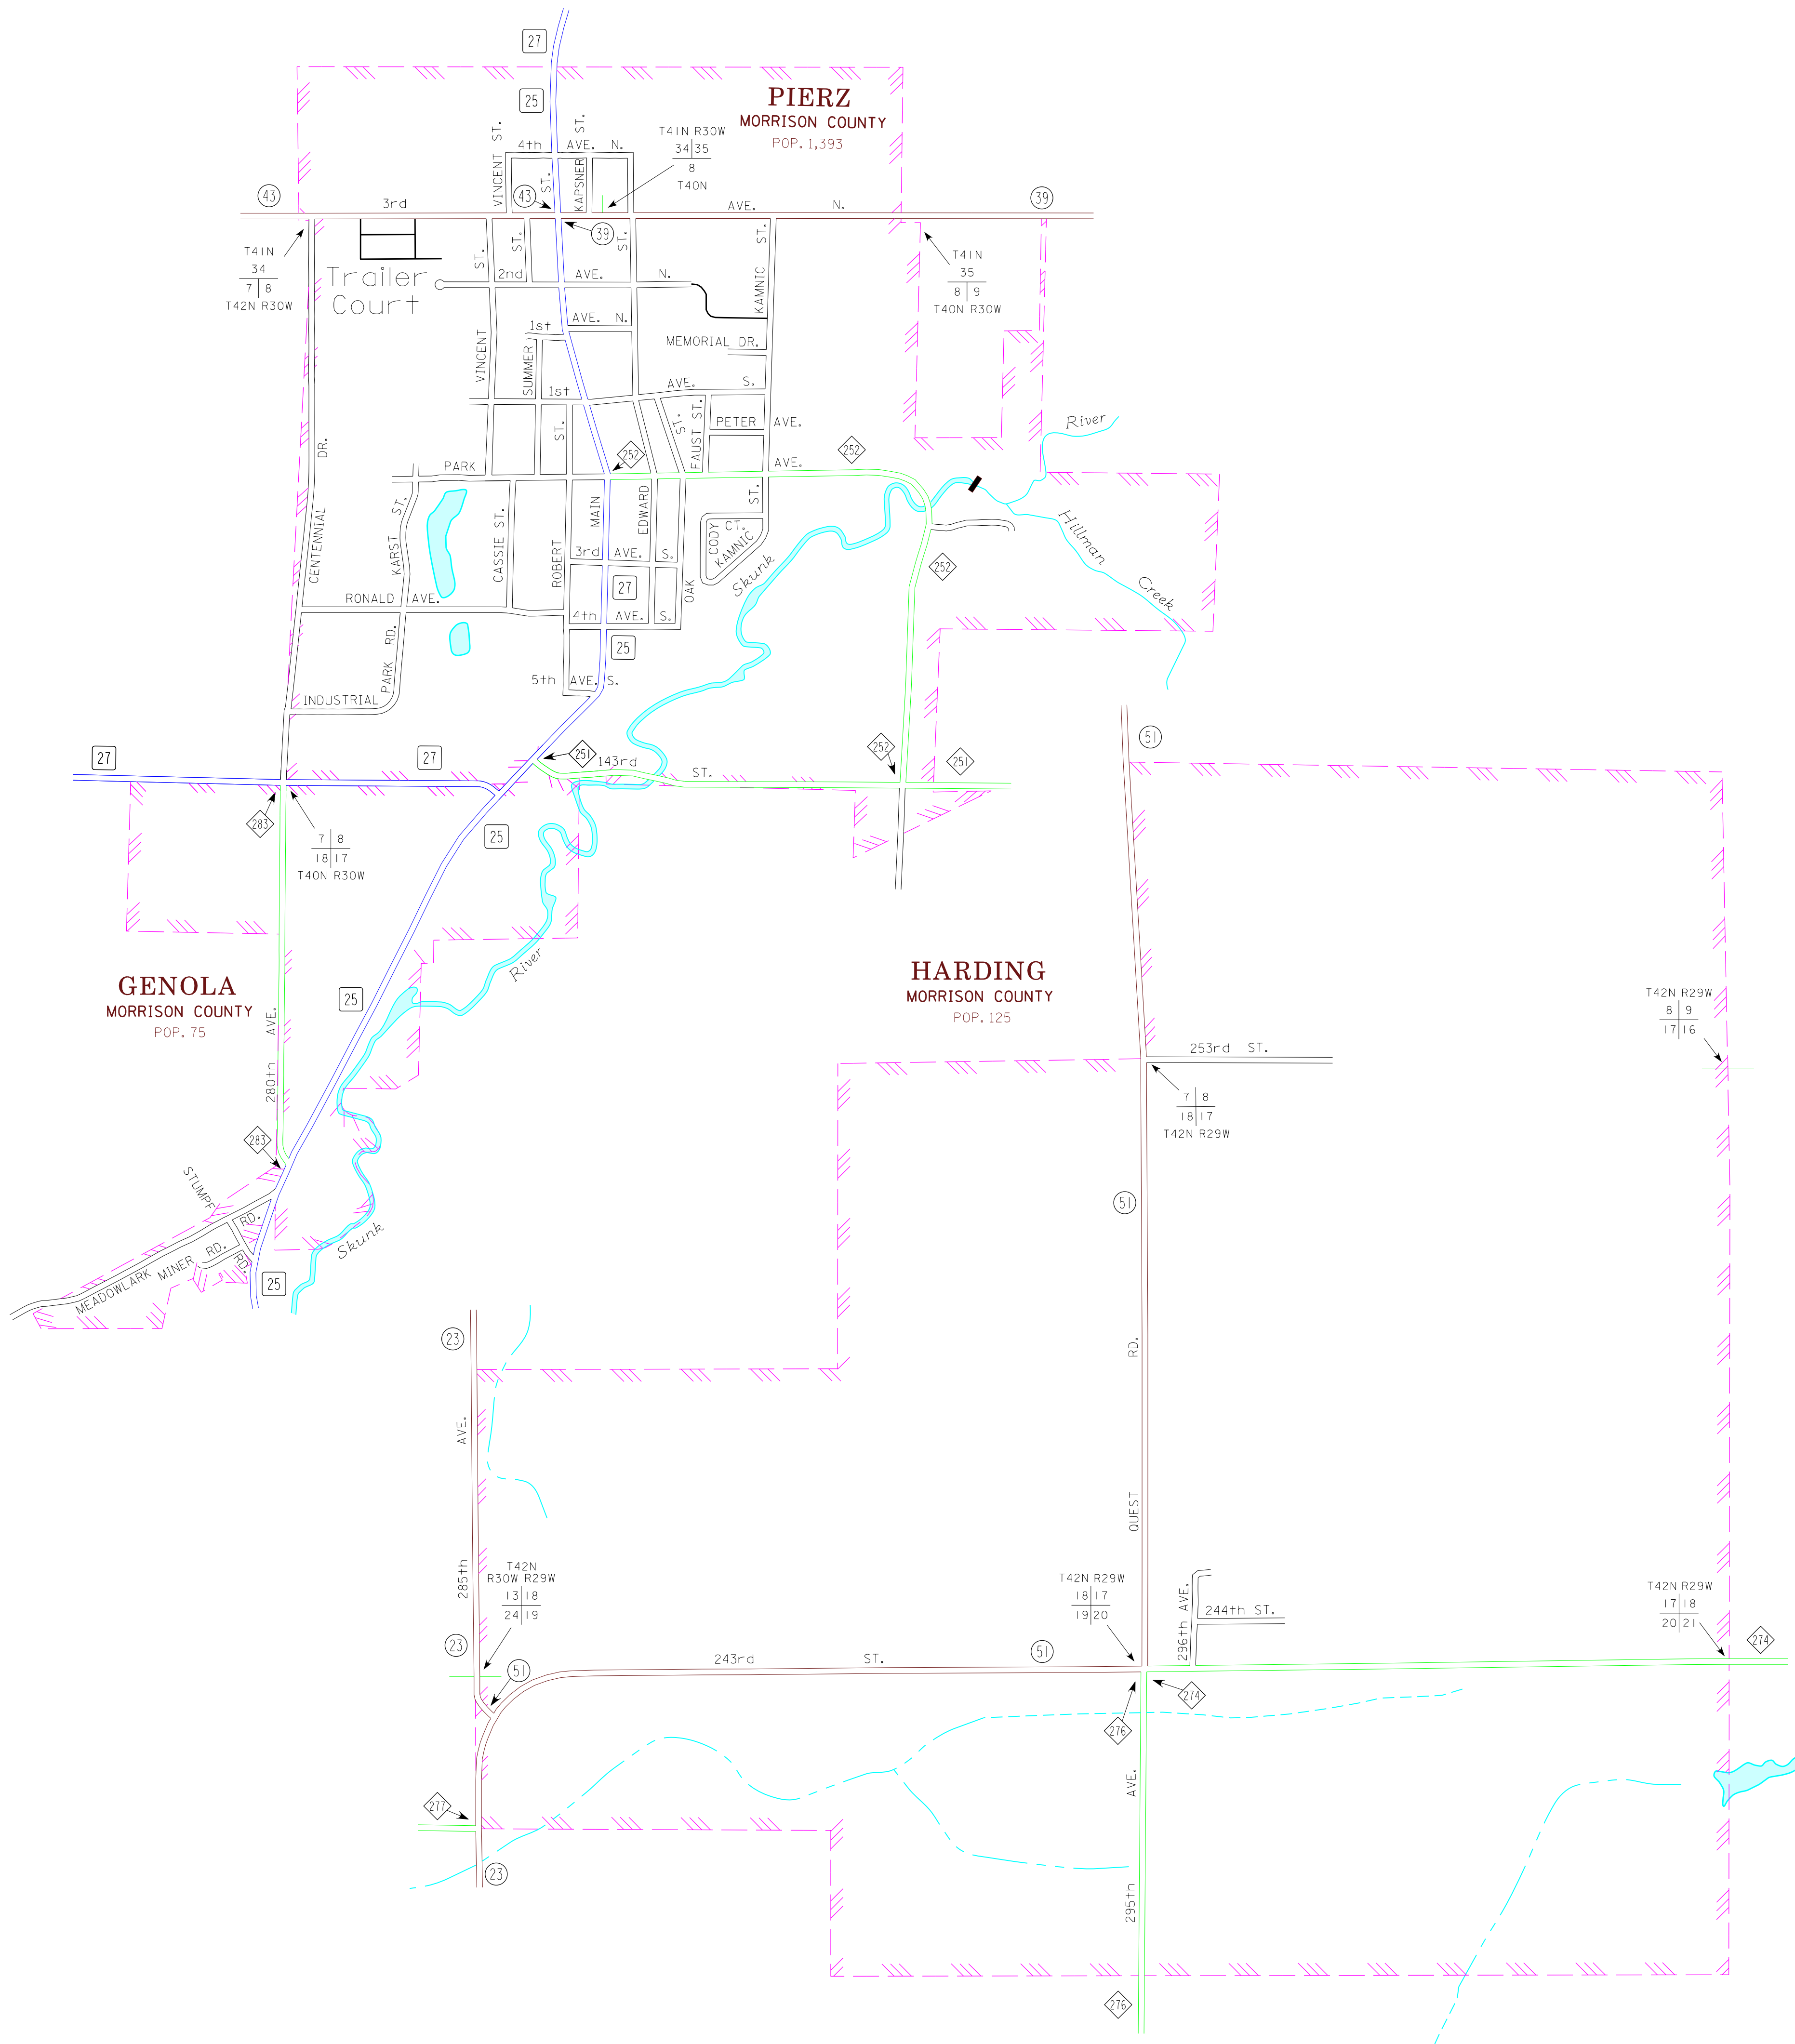 27
25
PIERZ
MORRISON COUNTY
POP. 1,393
VINCENT ST.
4th AVE. N.
ST.
KAPSNER ST.
T41N R30W
34 35
8
T40N
43
3rd AVE. N.
43
39
39
T41N
34
7 8
T42N R30W
T41N
35
8 9
T40N R30W
Trailer
Court
ST.
ST.
ST.
KAMNIC ST.
2nd AVE. N.
1st AVE. N.
MEMORIAL DR.
VINCENT
SUMMER
1st AVE. S.
PETER AVE.
FAUST ST.
ST.
ST.
CENTENNIAL DR.
PARK AVE.
252
252
252
KARST ST.
CASSIE ST.
ROBERT
MAIN
EDWARD
OAK
ST.
CODY CT.
KAMNIC
3rd AVE. S.
27
RONALD AVE.
4th AVE. S.
25
5th AVE. S.
INDUSTRIAL PARK RD.
Skunk
River
Hillman
Creek
27
27
251
143rd ST.
252
251
283
25
7 8
18 17
T40N R30W
GENOLA
MORRISON COUNTY
POP. 75
25
280th AVE.
River
283
STUMPF
RD.
RD.
MEADOWLARK
MINER RD.
25
Skunk
51
HARDING
MORRISON COUNTY
POP. 125
T42N R29W
8 9
17 16
253rd ST.
7 8
18 17
T42N R29W
51
QUEST RD.
23
285th AVE.
T42N
R30W R29W
13 18
24 19
23
51
243rd ST.
51
T42N R29W
18 17
19 20
296th AVE.
244th ST.
T42N R29W
17 18
20 21
274
274
276
277
295th AVE.
23
276